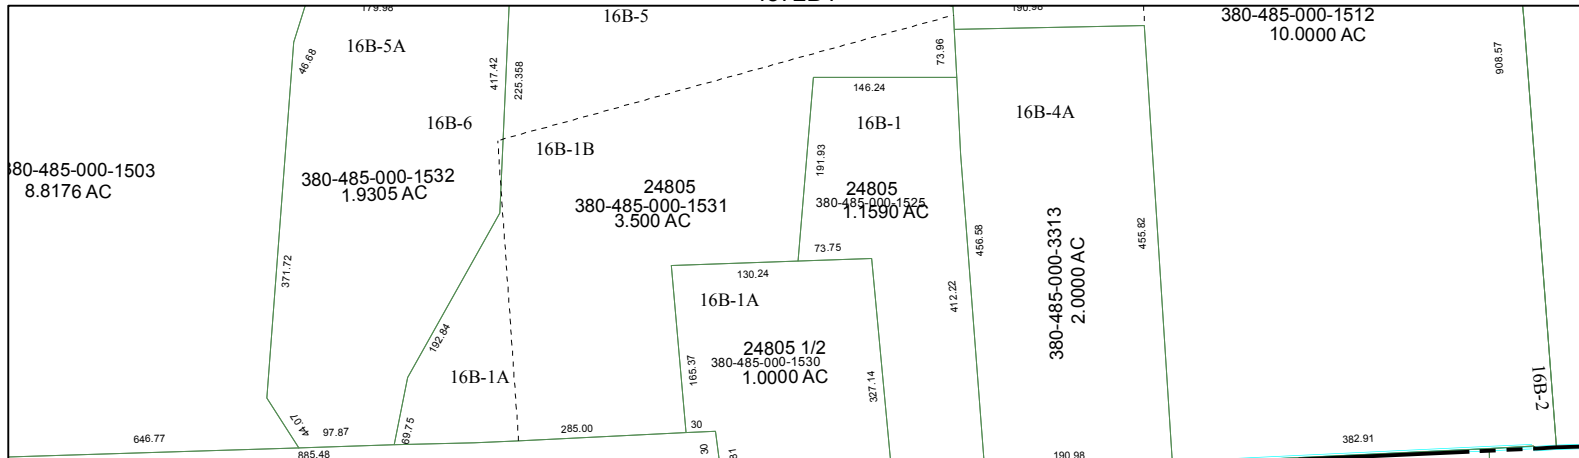 179.98
16B-5
190.98
380-485-000-1512
10.0000 AC
16B-5A
46.68
417.42
225.358
73.96
908.57
146.24
16B-6
16B-1B
16B-1
16B-4A
380-485-000-1503
8.8176 AC
380-485-000-1532
1.9305 AC
24805
380-485-000-1531
3.500 AC
191.93
24805
380-485-000-1525
1.1590 AC
456.58
380-485-000-3313
2.0000 AC
455.82
371.72
73.75
130.24
16B-1A
412.22
192.84
24805 1/2
380-485-000-1530
1.0000 AC
165.37
327.14
16B-1A
16B-2
44.07
646.77
97.87
69.75
285.00
30
30
382.91
885.48
190.98